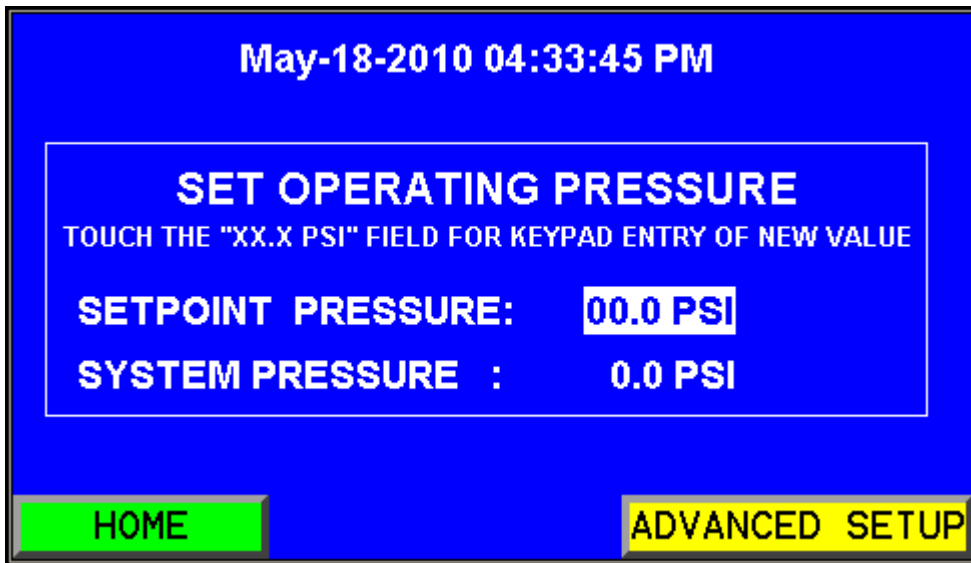 May-18-2010 04:33:45 PM
SET OPERATING PRESSURE
TOUCH THE "XX.X PSI" FIELD FOR KEYPAD ENTRY OF NEW VALUE
SETPOINT PRESSURE: 00.0 PSI
SYSTEM PRESSURE : 0.0 PSI
HOME ADVANCED SETUP